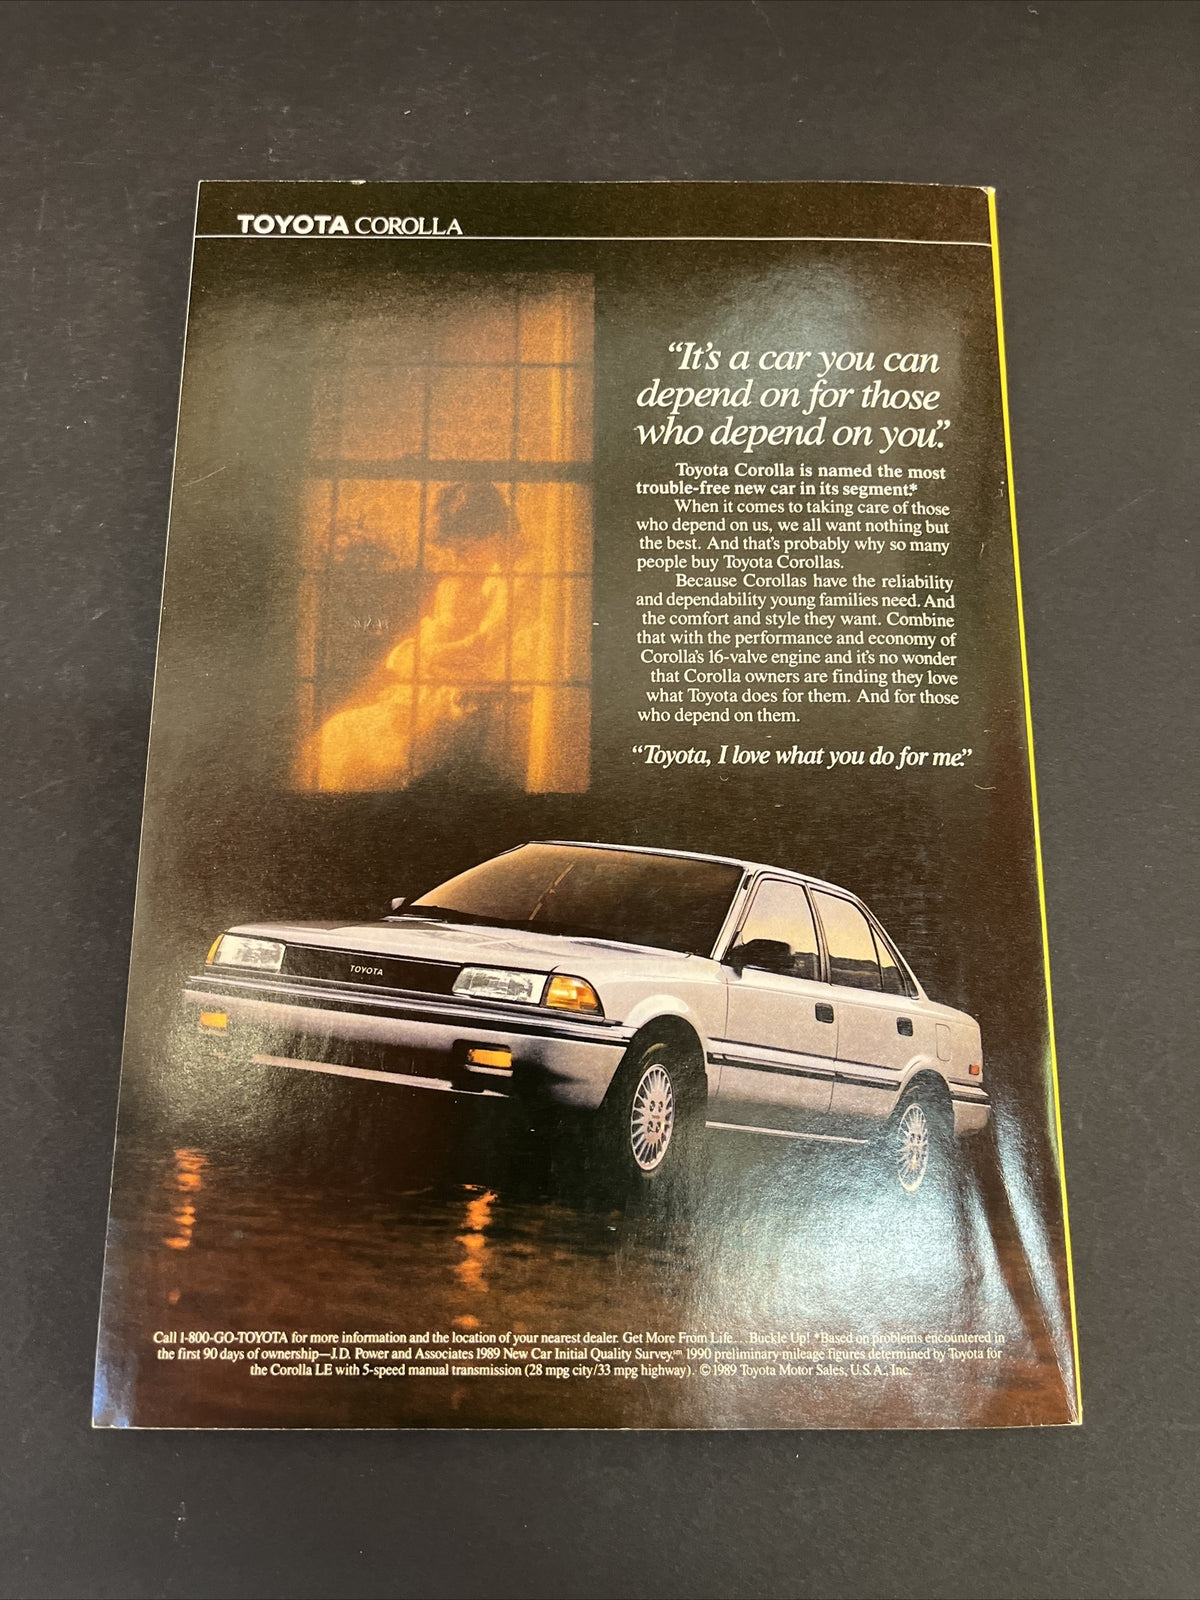 TOYOTA COROLLA
“It’s a car you can
depend on for those
who depend on you.”
Toyota Corolla is named the most
trouble-free new car in its segment.*
When it comes to taking care of those
who depend on us, we all want nothing but
the best. And that’s probably why so many
people buy Toyota Corollas.
Because Corollas have the reliability
and dependability young families need. And
the comfort and style they want. Combine
that with the performance and economy of
Corolla’s 16-valve engine and it’s no wonder
that Corolla owners are finding they love
what Toyota does for them. And for those
who depend on them.
“Toyota, I love what you do for me.”
TOYOTA
Call 1-800-GO-TOYOTA for more information and the location of your nearest dealer. Get More From Life... Buckle Up! *Based on problems encountered in
the first 90 days of ownership—J.D. Power and Associates 1989 New Car Initial Quality Survey.℠ 1990 preliminary mileage figures determined by Toyota for
the Corolla LE with 5-speed manual transmission (28 mpg city/33 mpg highway). ©1989 Toyota Motor Sales, U.S.A., Inc.